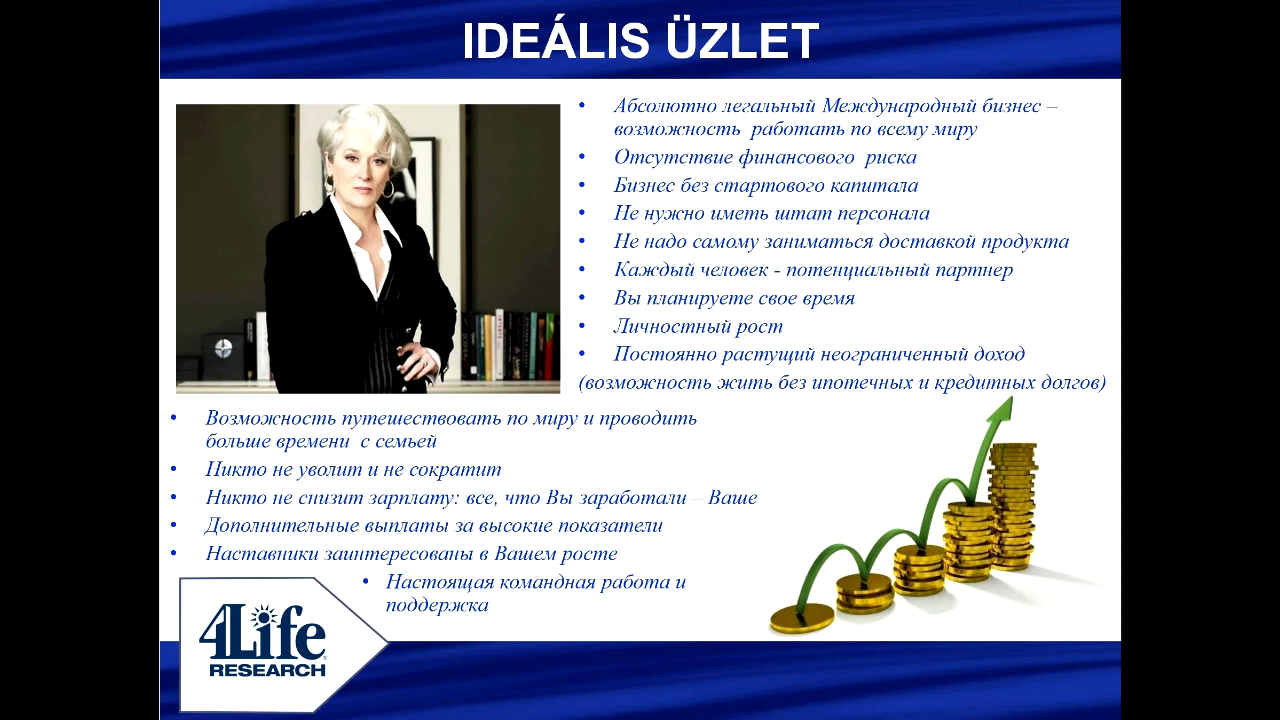 IDEÁLIS ÜZLET
• Абсолютно легальный Международный бизнес –
возможность работать по всему миру
• Отсутствие финансового риска
• Бизнес без стартового капитала
• Не нужно иметь штат персонала
• Не надо самому заниматься доставкой продукта
• Каждый человек - потенциальный партнер
• Вы планируете свое время
• Личностный рост
• Постоянно растущий неограниченный доход
(возможность жить без ипотечных и кредитных долгов)
• Возможность путешествовать по миру и проводить
больше времени с семьей
• Никто не уволит и не сократит
• Никто не снизит зарплату: все, что Вы заработали – Ваше
• Дополнительные выплаты за высокие показатели
• Наставники заинтересованы в Вашем росте
• Настоящая командная работа и
поддержка
4Life
RESEARCH